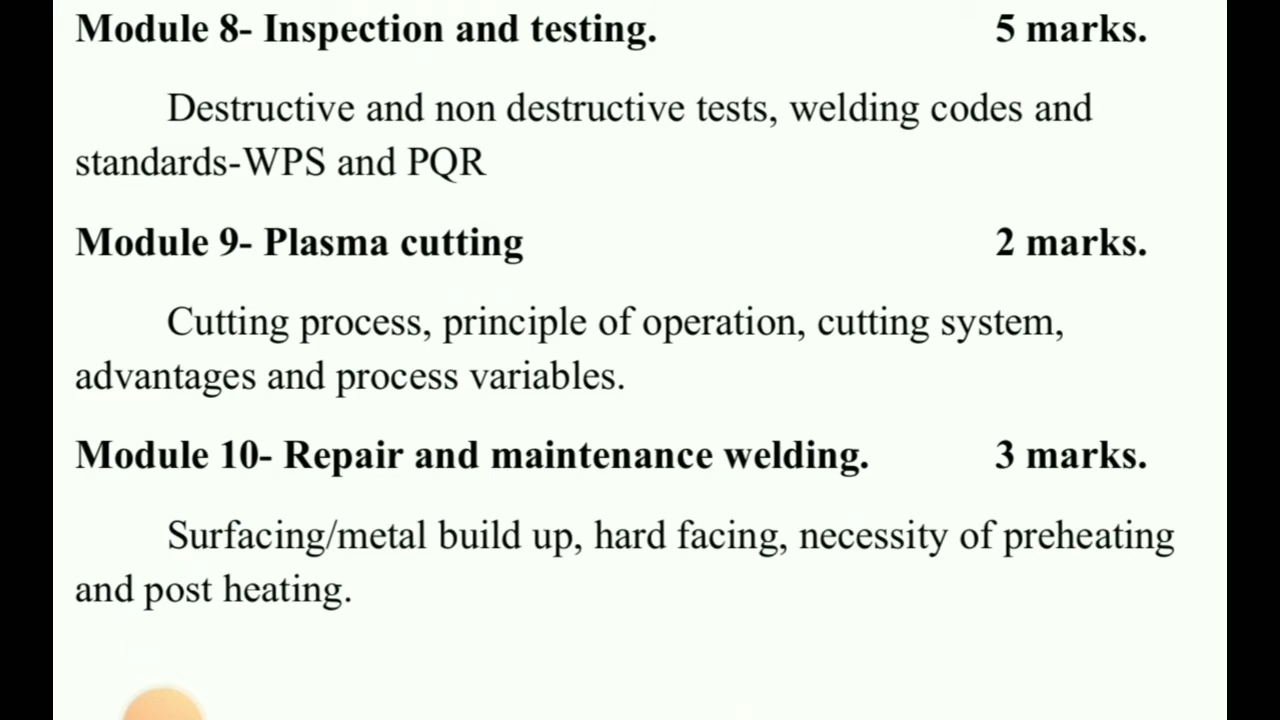 Module 8- Inspection and testing. 5 marks.
Destructive and non destructive tests, welding codes and
standards-WPS and PQR
Module 9- Plasma cutting 2 marks.
Cutting process, principle of operation, cutting system,
advantages and process variables.
Module 10- Repair and maintenance welding. 3 marks.
Surfacing/metal build up, hard facing, necessity of preheating
and post heating.